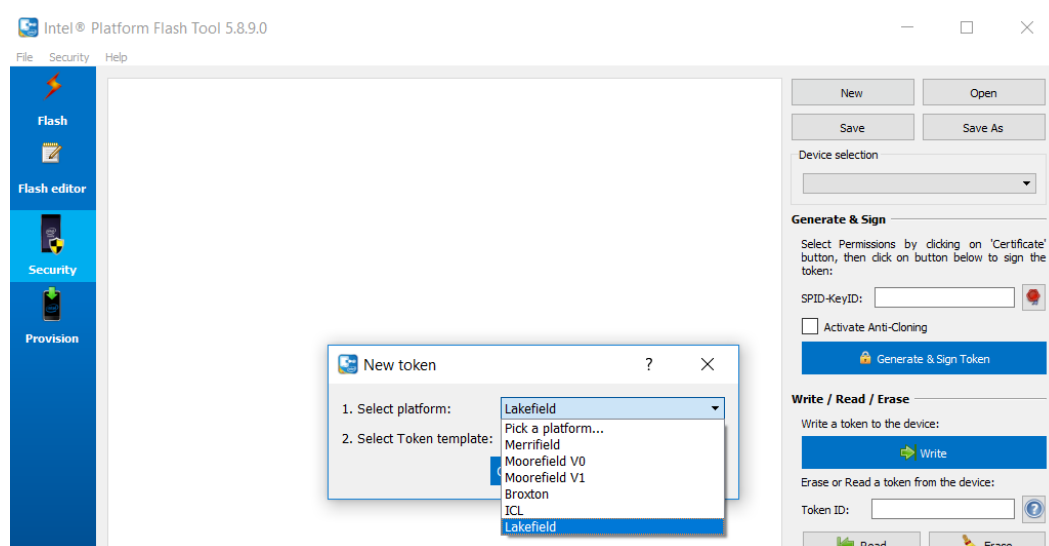 Intel® Platform Flash Tool 5.8.9.0
File Security Help
Flash
Flash editor
Security
Provision
New Open
Save Save As
Device selection
Generate & Sign
Select Permissions by clicking on 'Certificate'
button, then click on button below to sign the
token:
SPID-KeyID:
Activate Anti-Cloning
Generate & Sign Token
Write / Read / Erase
Write a token to the device:
Write
Erase or Read a token from the device:
Token ID:
Read Erase
New token ?
1. Select platform: Lakefield
2. Select Token template:
Pick a platform...
Merrifield
Moorefield V0
Moorefield V1
Broxton
ICL
Lakefield